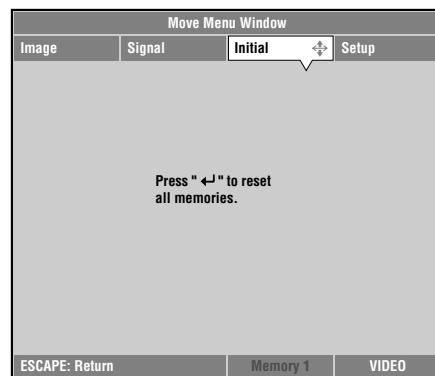 Move Menu Window
Image Signal Initial Setup
Press " ↵ " to reset
all memories.
ESCAPE: Return Memory 1 VIDEO